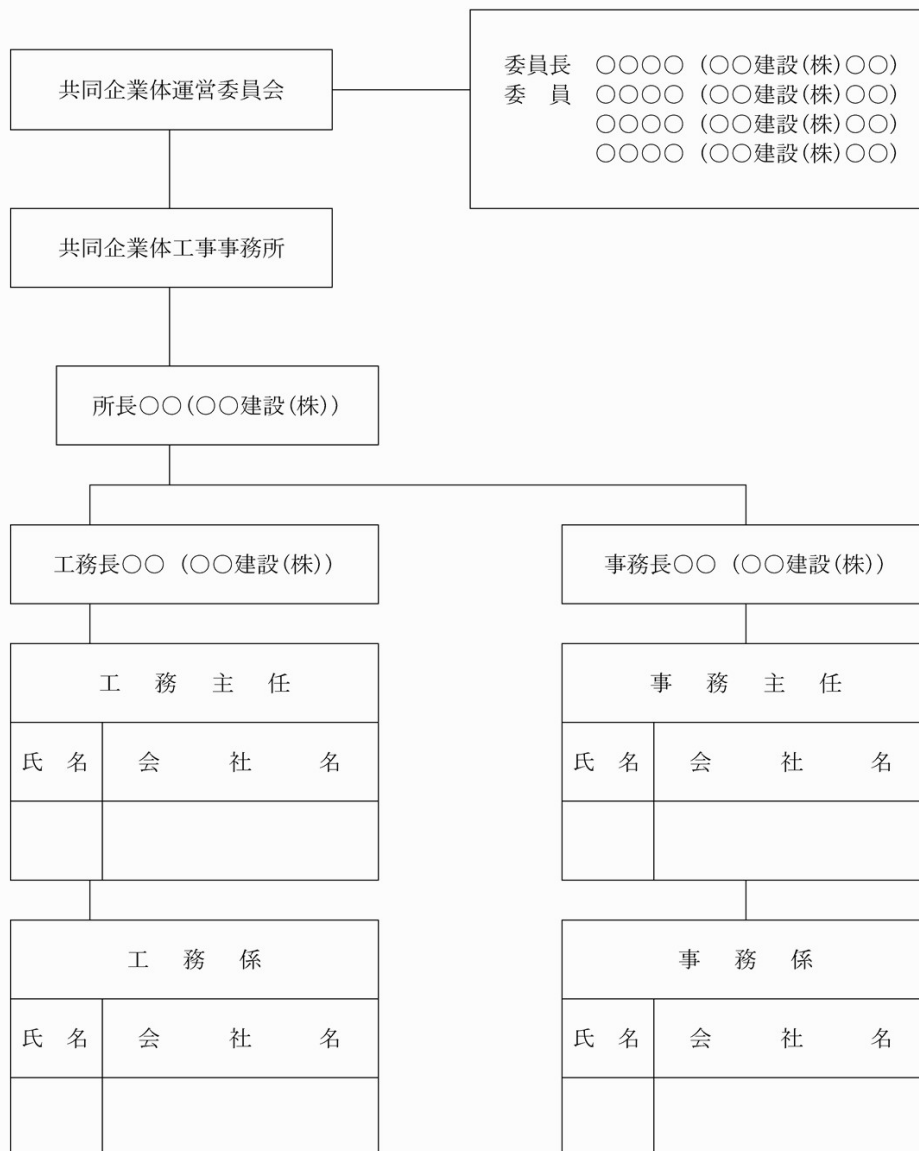 共同企業体運営委員会
委員長 ○○○○ (○○建設(株)○○)
委 員 ○○○○ (○○建設(株)○○)
○○○○ (○○建設(株)○○)
○○○○ (○○建設(株)○○)
共同企業体工事事務所
所長○○(○○建設(株))
工務長○○ (○○建設(株))
事務長○○ (○○建設(株))
工 務 主 任
氏 名 会 社 名
事 務 主 任
氏 名 会 社 名
工 務 係
氏 名 会 社 名
事 務 係
氏 名 会 社 名